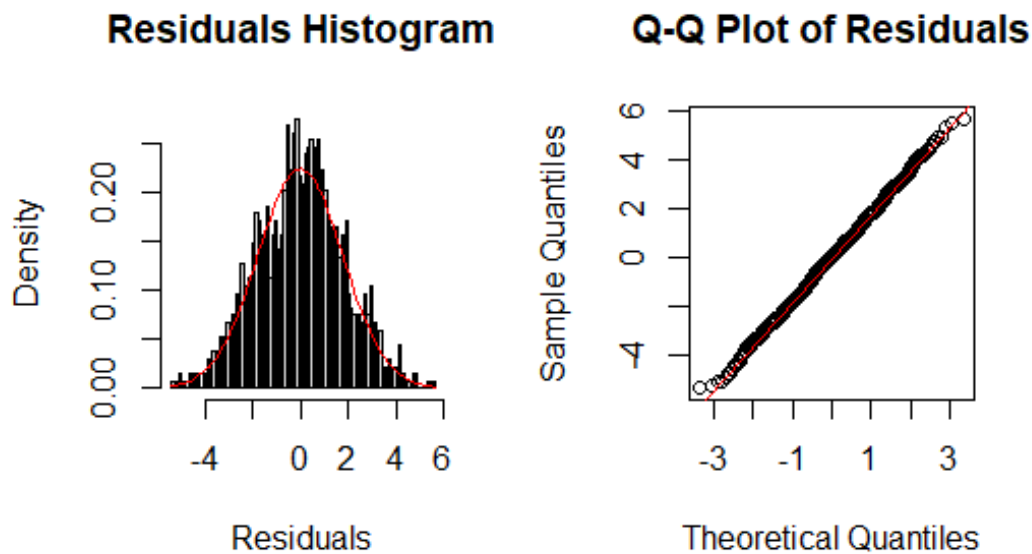 Residuals Histogram
Density
0.00 0.10 0.20
-4 0 2 4 6
Residuals
Q-Q Plot of Residuals
Sample Quantiles
-4 0 2 4 6
-3 -1 1 3
Theoretical Quantiles